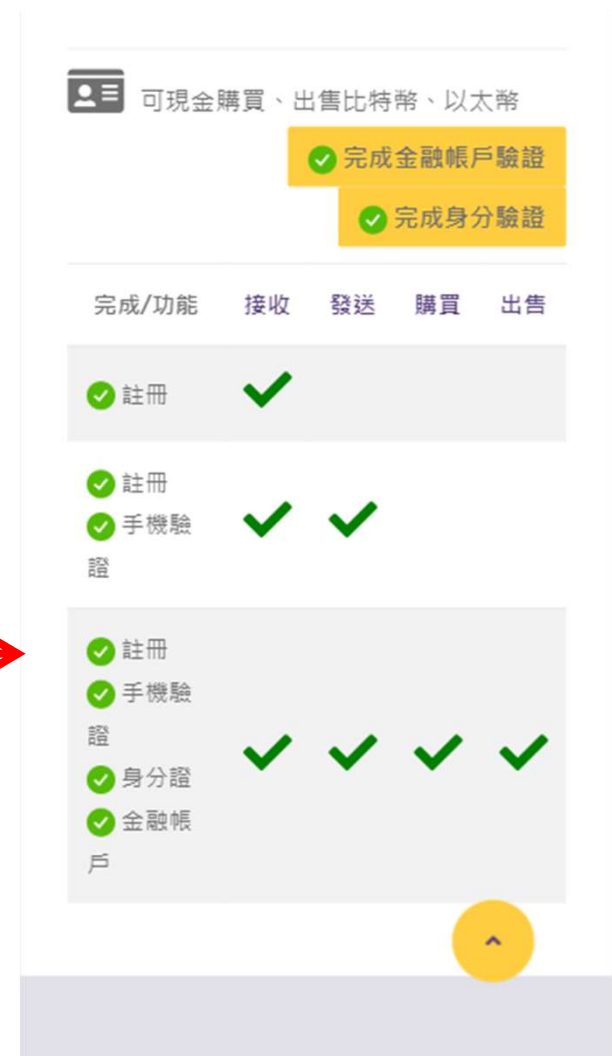 可現金購買、出售比特幣、以太幣
完成金融帳戶驗證
完成身分驗證
完成/功能 接收 發送 購買 出售
註冊
註冊
手機驗
證
註冊
手機驗
證
身分證
金融帳
戶